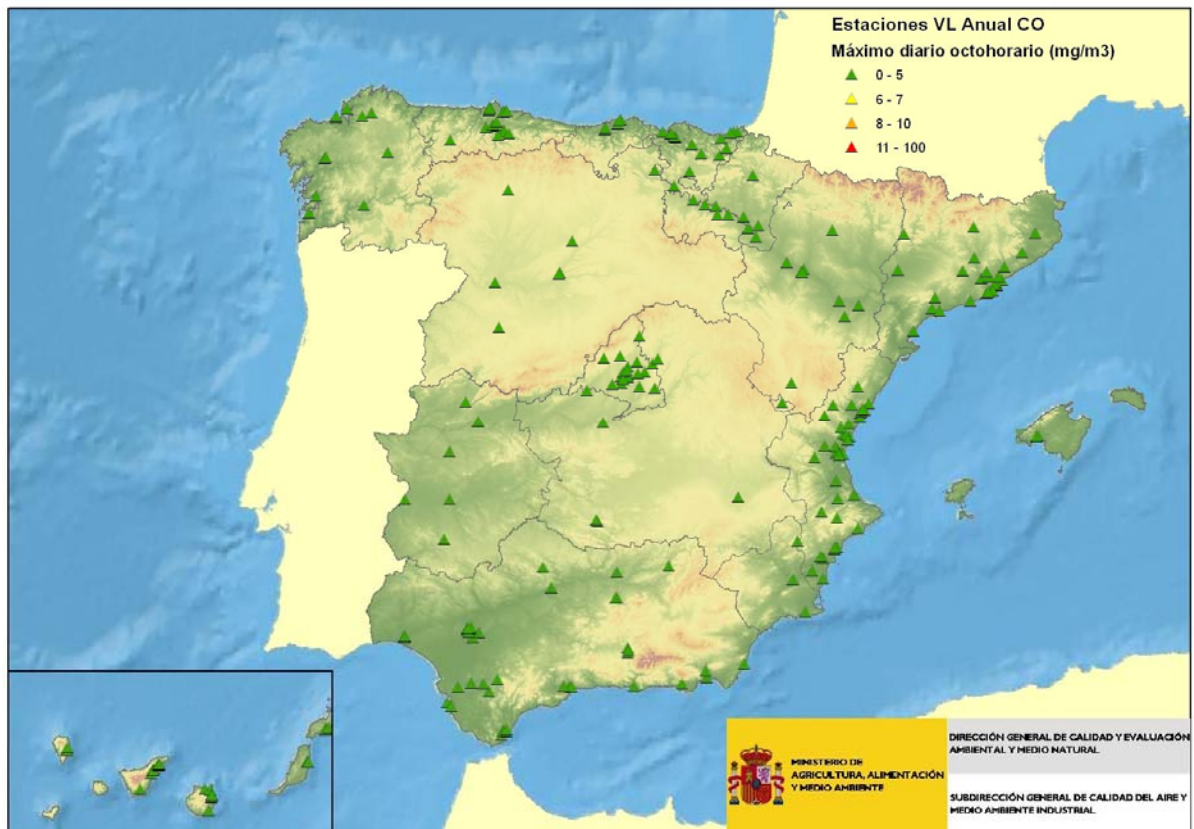 Estaciones VL Anual CO
Máximo diario octohorario (mg/m3)
0 - 5
6 - 7
8 - 10
11 - 100
MINISTERIO DE
AGRICULTURA, ALIMENTACIÓN
Y MEDIO AMBIENTE
DIRECCIÓN GENERAL DE CALIDAD Y EVALUACIÓN
AMBIENTAL Y MEDIO NATURAL
SUBDIRECCIÓN GENERAL DE CALIDAD DEL AIRE Y
MEDIO AMBIENTE INDUSTRIAL